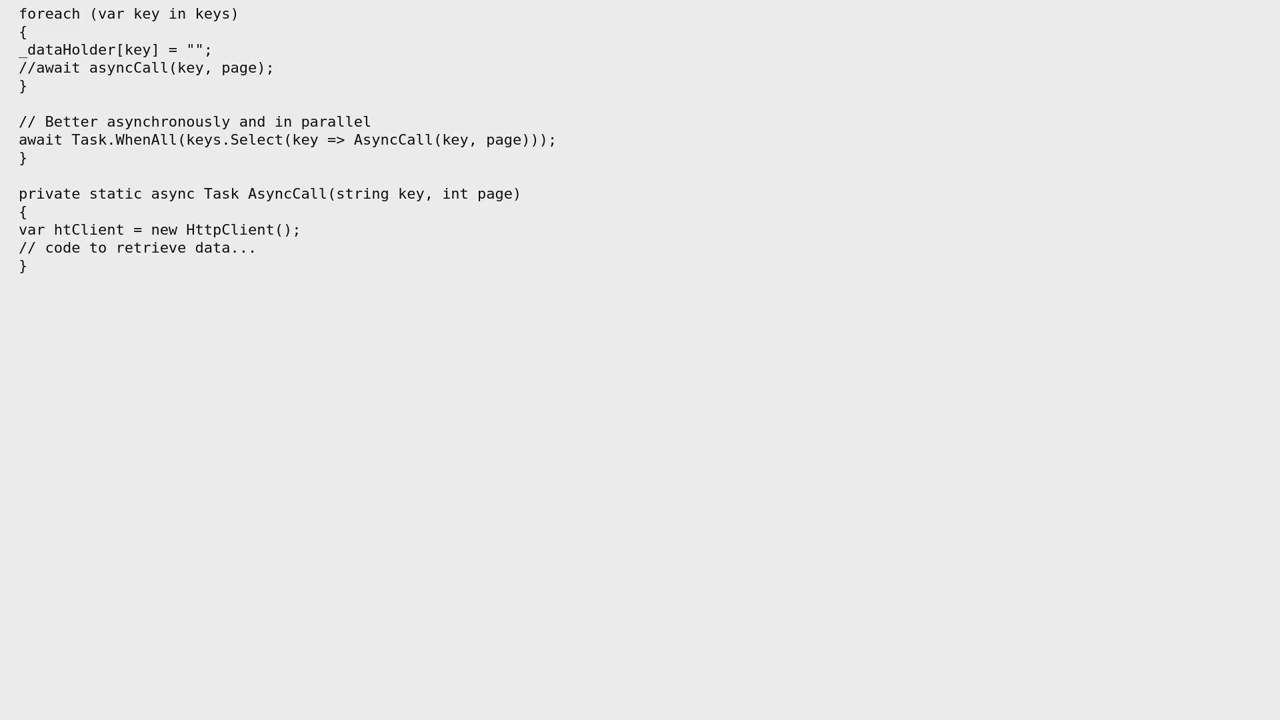 foreach (var key in keys)
{
_dataHolder[key] = "";
//await asyncCall(key, page);
}
// Better asynchronously and in parallel
await Task.WhenAll(keys.Select(key => AsyncCall(key, page)));
}
private static async Task AsyncCall(string key, int page)
{
var htClient = new HttpClient();
// code to retrieve data...
}